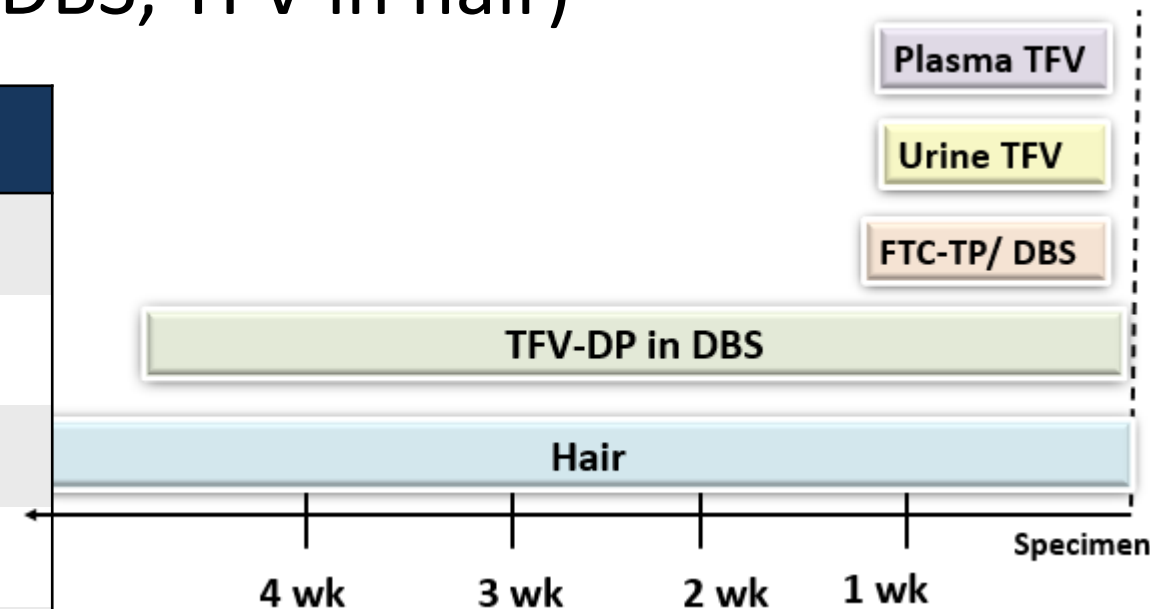 DBS, TFV in hair)
Plasma TFV
Urine TFV
FTC-TP/ DBS
TFV-DP in DBS
Hair
Specimen
4 wk 3 wk 2 wk 1 wk